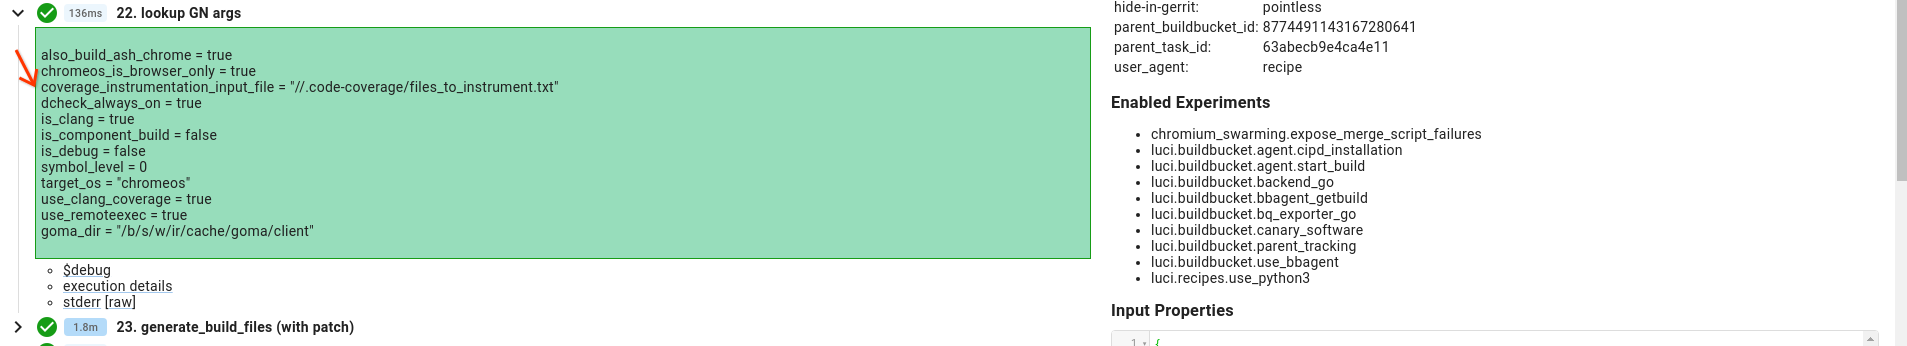 136ms 22. lookup GN args
also_build_ash_chrome = true
chromeos_is_browser_only = true
coverage_instrumentation_input_file = "//.code-coverage/files_to_instrument.txt"
dcheck_always_on = true
is_clang = true
is_component_build = false
is_debug = false
symbol_level = 0
target_os = "chromeos"
use_clang_coverage = true
use_remoteexec = true
goma_dir = "/b/s/w/ir/cache/goma/client"
$debug
execution details
stderr [raw]
1.8m 23. generate_build_files (with patch)
hide-in-gerrit: pointless
parent_buildbucket_id: 8774491143167280641
parent_task_id: 63abecb9e4ca4e11
user_agent: recipe
Enabled Experiments
chromium_swarming.expose_merge_script_failures
luci.buildbucket.agent.cipd_installation
luci.buildbucket.agent.start_build
luci.buildbucket.backend_go
luci.buildbucket.bbagent_getbuild
luci.buildbucket.bq_exporter_go
luci.buildbucket.canary_software
luci.buildbucket.parent_tracking
luci.buildbucket.use_bbagent
luci.recipes.use_python3
Input Properties
1 {